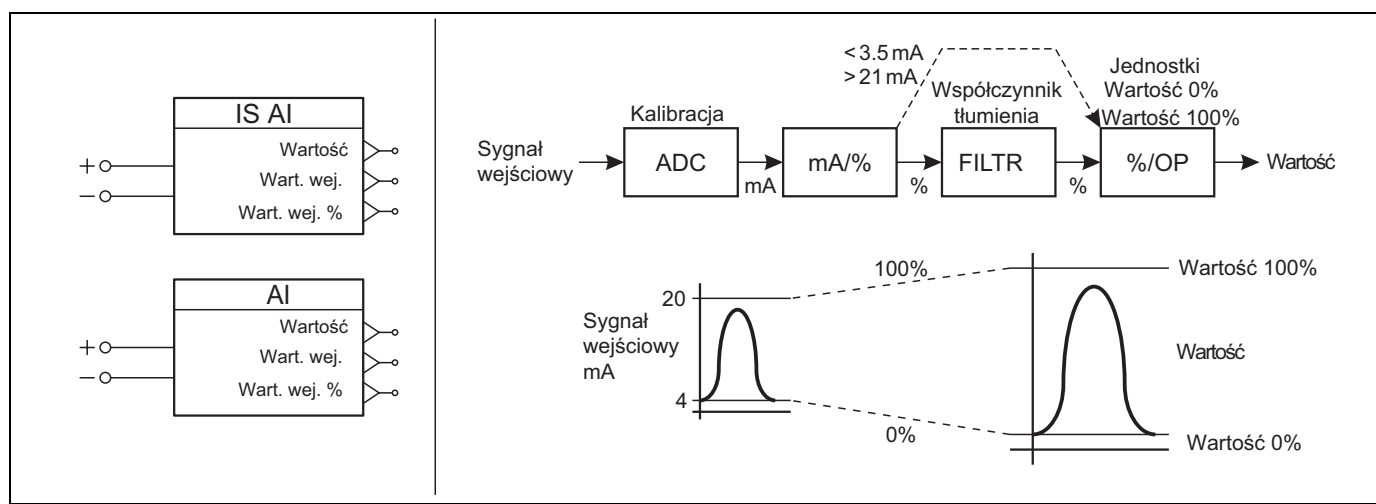 IS AI
Wartość
Wart. wej.
Wart. wej. %
+
−
AI
Wartość
Wart. wej.
Wart. wej. %
+
−
< 3.5 mA
> 21 mA
Kalibracja
Współczynnik
tłumienia
Jednostki
Wartość 0%
Wartość 100%
Sygnał
wejściowy
ADC
mA
mA/%
%
FILTR
%
%/OP
Wartość
20
Sygnał
wejściowy
mA
4
100%
0%
Wartość 100%
Wartość
Wartość 0%